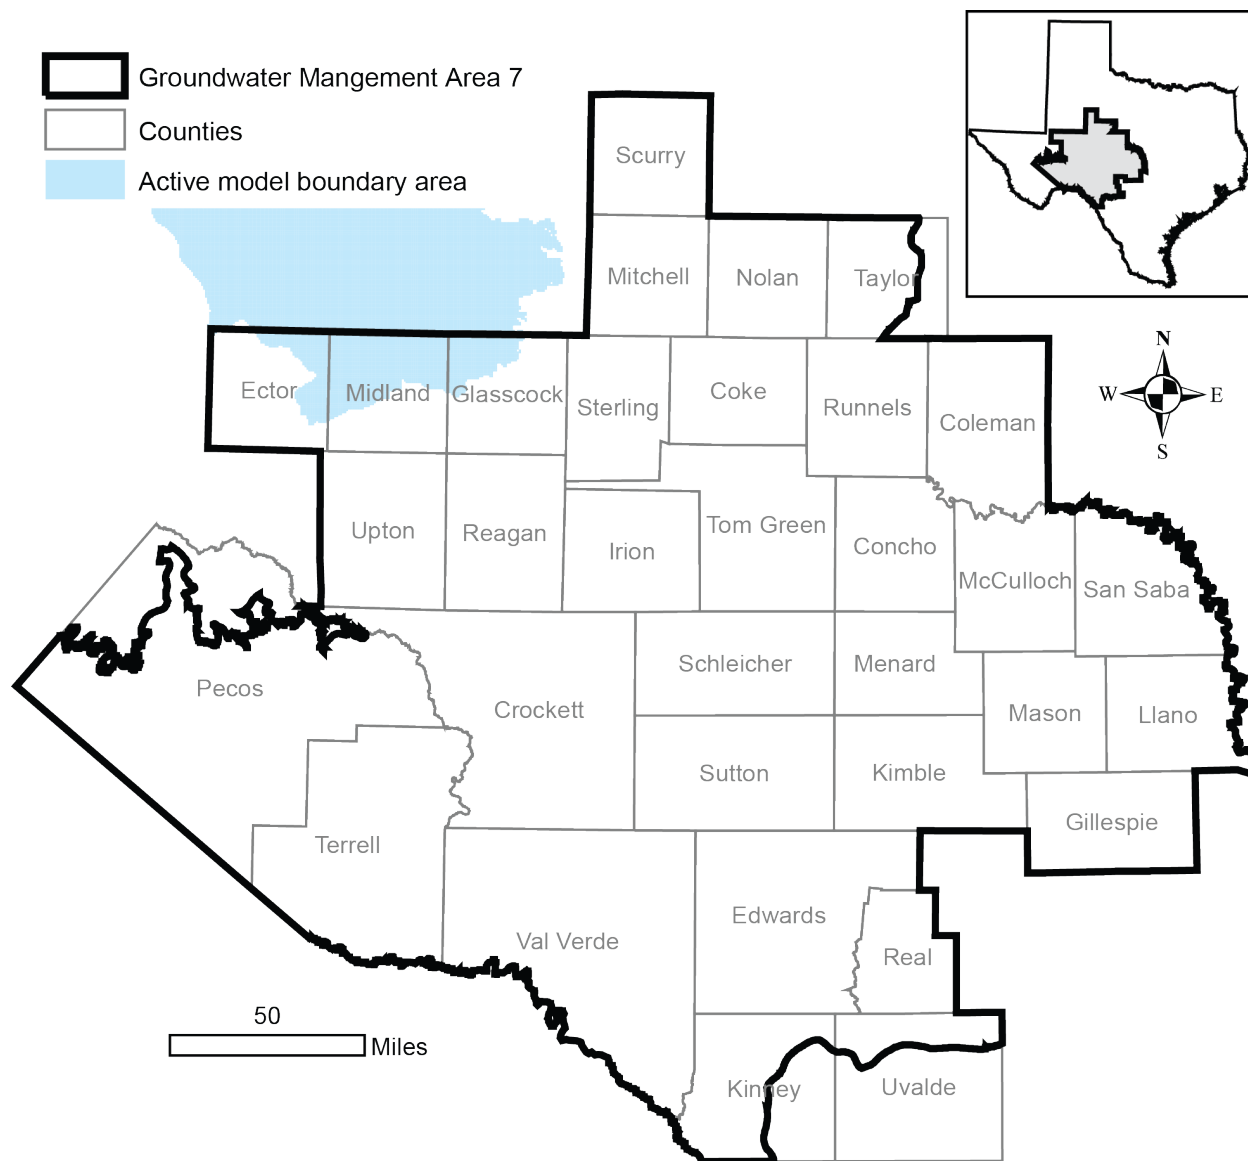 Groundwater Mangement Area 7
Counties
Active model boundary area
Scurry
Mitchell
Nolan
Taylor
N
W
E
S
Ector
Midland
Glasscock
Sterling
Coke
Runnels
Coleman
Upton
Reagan
Irion
Tom Green
Concho
McCulloch
San Saba
Pecos
Crockett
Schleicher
Menard
Mason
Llano
Sutton
Kimble
Gillespie
Terrell
Val Verde
Edwards
Real
Kinney
Uvalde
50
Miles